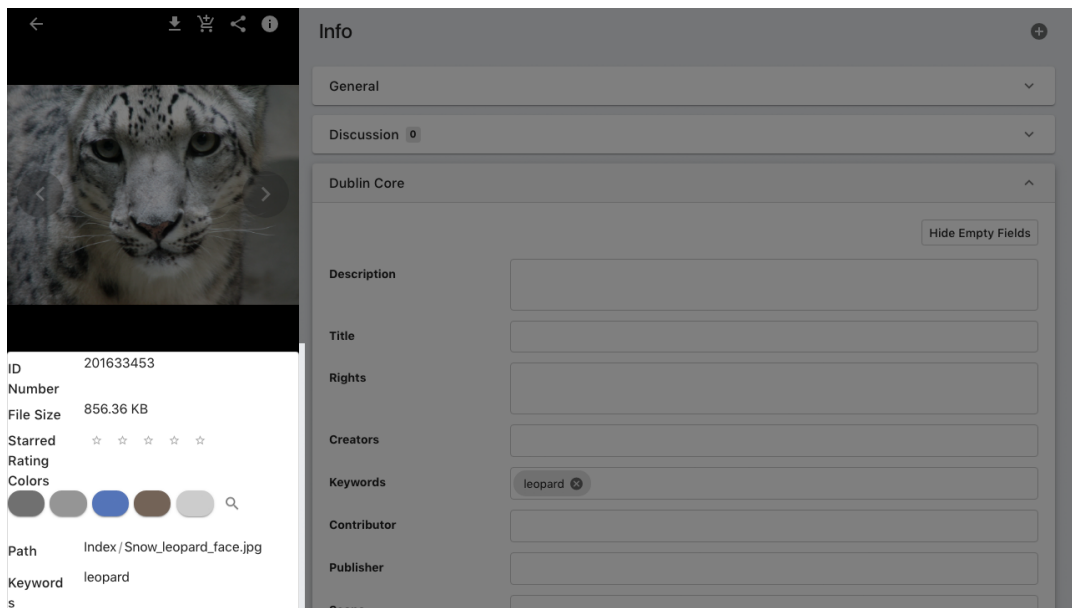 Info
General
Discussion 0
Dublin Core
Hide Empty Fields
Description
Title
Rights
Creators
Keywords leopard
Contributor
Publisher
ID Number
201633453
File Size
856.36 KB
Starred Rating
Colors
Path
Index/Snow_leopard_face.jpg
Keywords
leopard